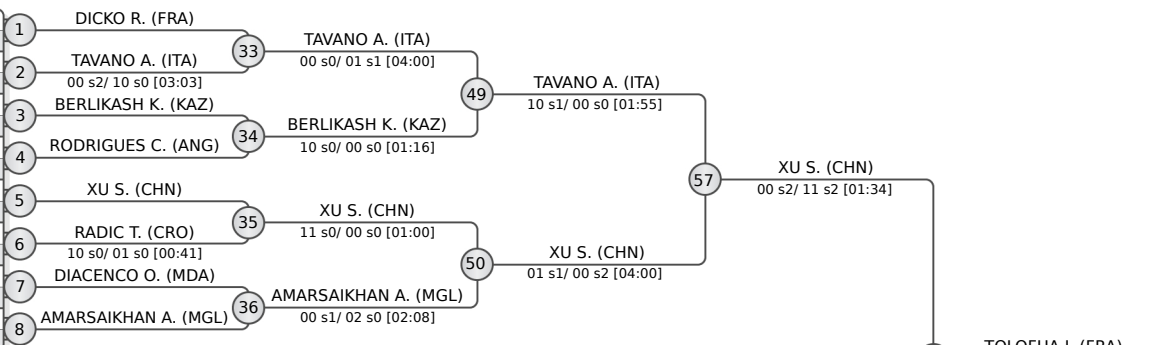 1 DICKO R. (FRA)
2 TAVANO A. (ITA)
00 s2/ 10 s0 [03:03]
3 BERLIKASH K. (KAZ)
4 RODRIGUES C. (ANG)
5 XU S. (CHN)
6 RADIC T. (CRO)
10 s0/ 01 s0 [00:41]
7 DIACENCO O. (MDA)
8 AMARSAIKHAN A. (MGL)
33 TAVANO A. (ITA)
00 s0/ 01 s1 [04:00]
34 BERLIKASH K. (KAZ)
10 s0/ 00 s0 [01:16]
35 XU S. (CHN)
11 s0/ 00 s0 [01:00]
36 AMARSAIKHAN A. (MGL)
00 s1/ 02 s0 [02:08]
49 TAVANO A. (ITA)
10 s1/ 00 s0 [01:55]
50 XU S. (CHN)
01 s1/ 00 s2 [04:00]
57 XU S. (CHN)
00 s2/ 11 s2 [01:34]